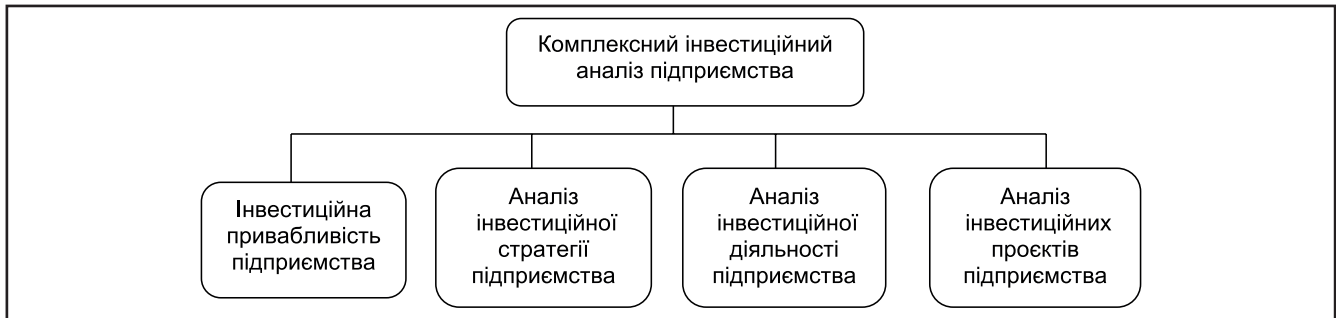 Комплексний інвестиційний
аналіз підприємства
Інвестиційна
привабливість
підприємства
Аналіз
інвестиційної
стратегії
підприємства
Аналіз
інвестиційної
діяльності
підприємства
Аналіз
інвестиційних
проєктів
підприємства